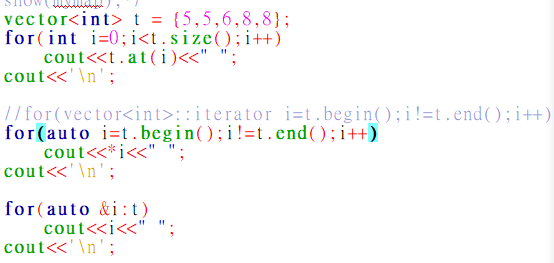 show(mymap);*/
vector<int> t = {5,5,6,8,8};
for(int i=0;i<t.size();i++)
    cout<<t.at(i)<<" ";
cout<<'\n';

//for(vector<int>::iterator i=t.begin();i!=t.end();i++)
for(auto i=t.begin();i!=t.end();i++)
    cout<<*i<<" ";
cout<<'\n';

for(auto &i:t)
    cout<<i<<" ";
cout<<'\n';